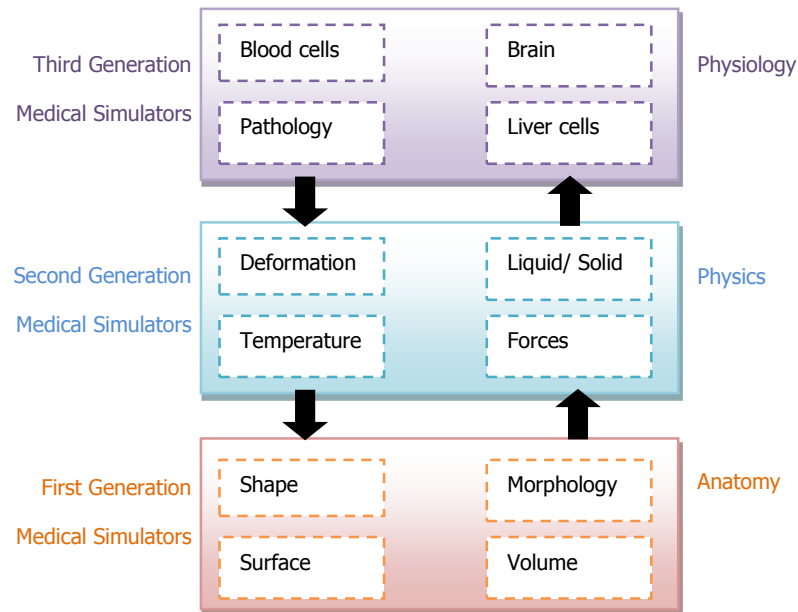 Third Generation
Medical Simulators
Blood cells
Brain
Pathology
Liver cells
Physiology
Second Generation
Medical Simulators
Deformation
Liquid/ Solid
Temperature
Forces
Physics
First Generation
Medical Simulators
Shape
Morphology
Surface
Volume
Anatomy